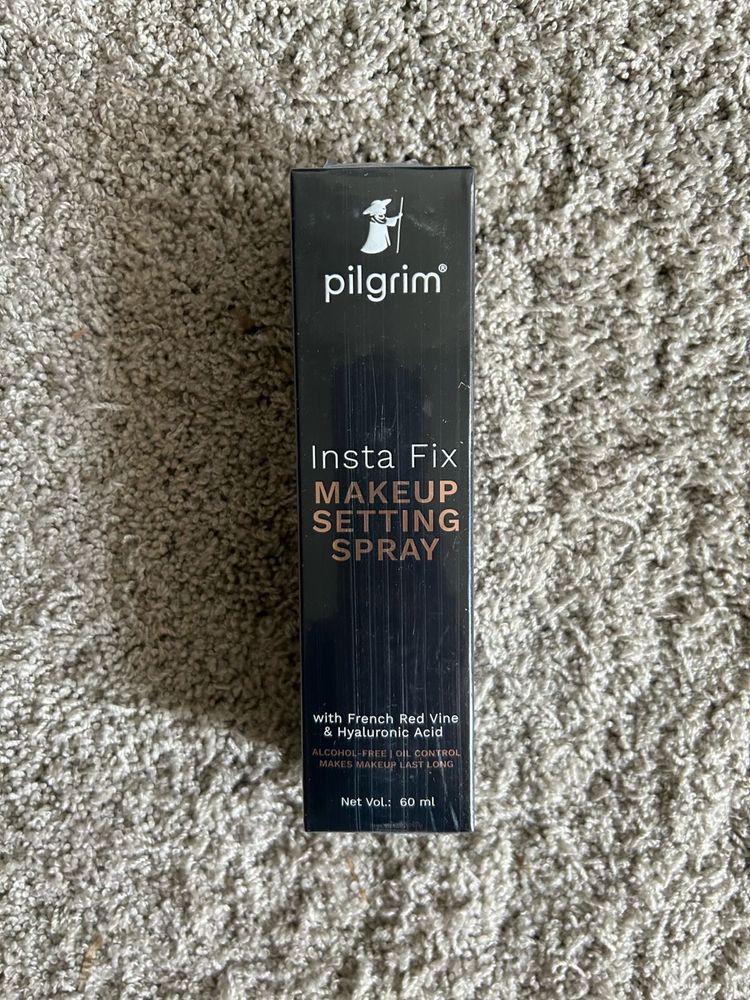 pilgrim®
Insta Fix
MAKEUP
SETTING
SPRAY
with French Red Vine
& Hyaluronic Acid
ALCOHOL-FREE | OIL CONTROL
MAKES MAKEUP LAST LONG
Net Vol.: 60 ml